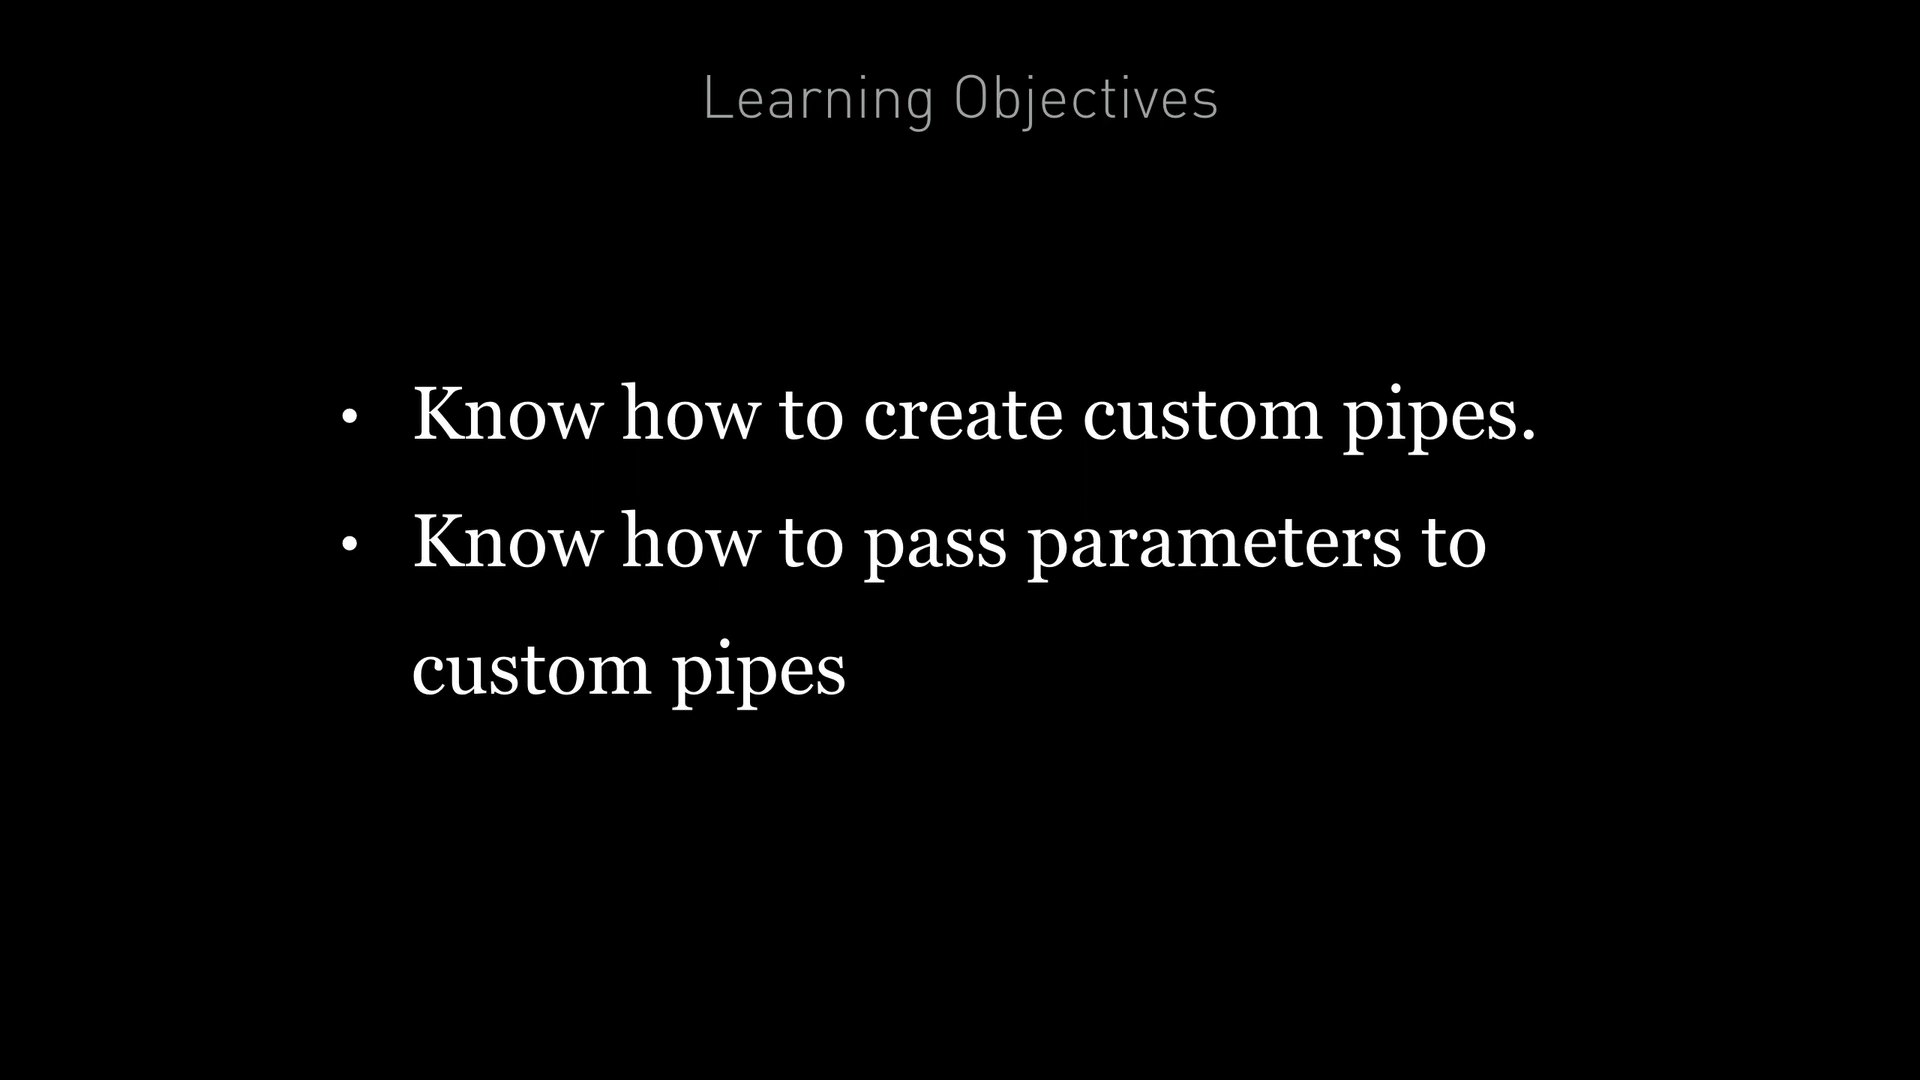 Learning Objectives
• Know how to create custom pipes.
• Know how to pass parameters to
custom pipes